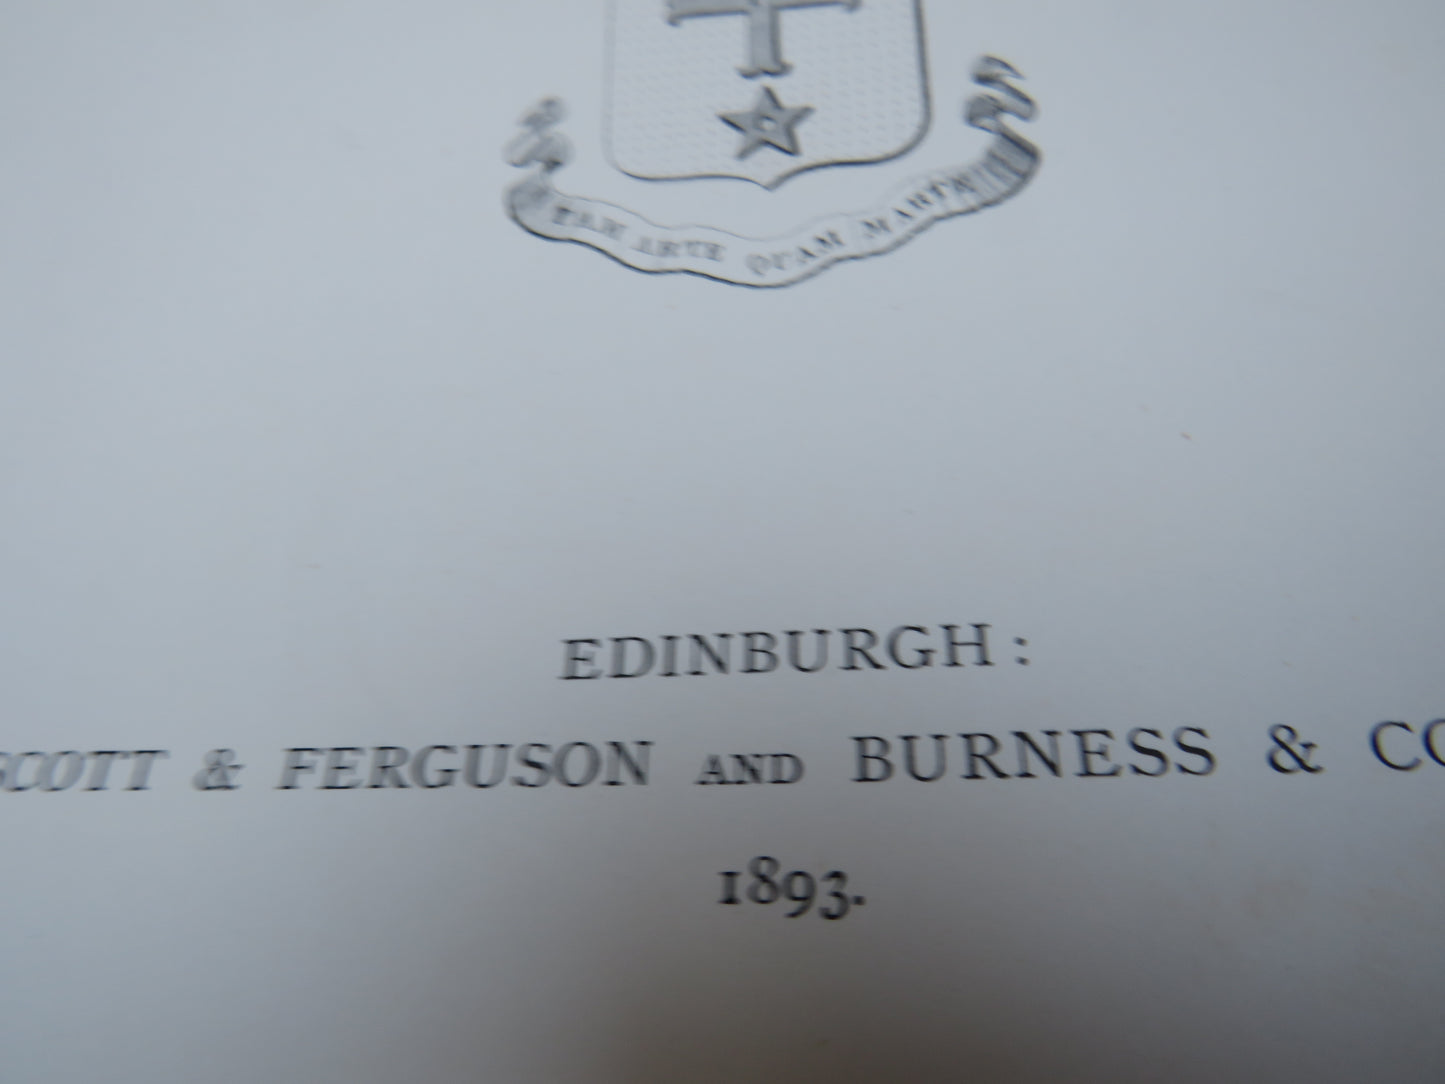 TAM ARTE QUAM MARTE
EDINBURGH:
SCOTT & FERGUSON AND BURNESS & CO
1893.